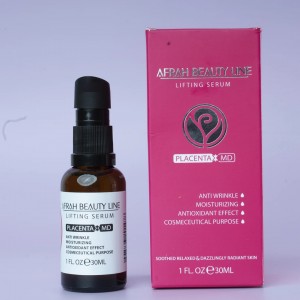 AFRAH BEAUTY LINE
LIFTING SERUM
PLACENTA MD
ANTI WRINKLE
MOISTURIZING
ANTIOXIDANT EFFECT
COSMECEUTICAL PURPOSE
1 FL. OZ 30ML
AFRAH BEAUTY LINE
LIFTING SERUM
PLACENTA MD
ANTI WRINKLE
MOISTURIZING
ANTIOXIDANT EFFECT
COSMECEUTICAL PURPOSE
SOOTHED RELAXED & DAZZLINGLY RADIANT SKIN
1 FL. OZ 30ML